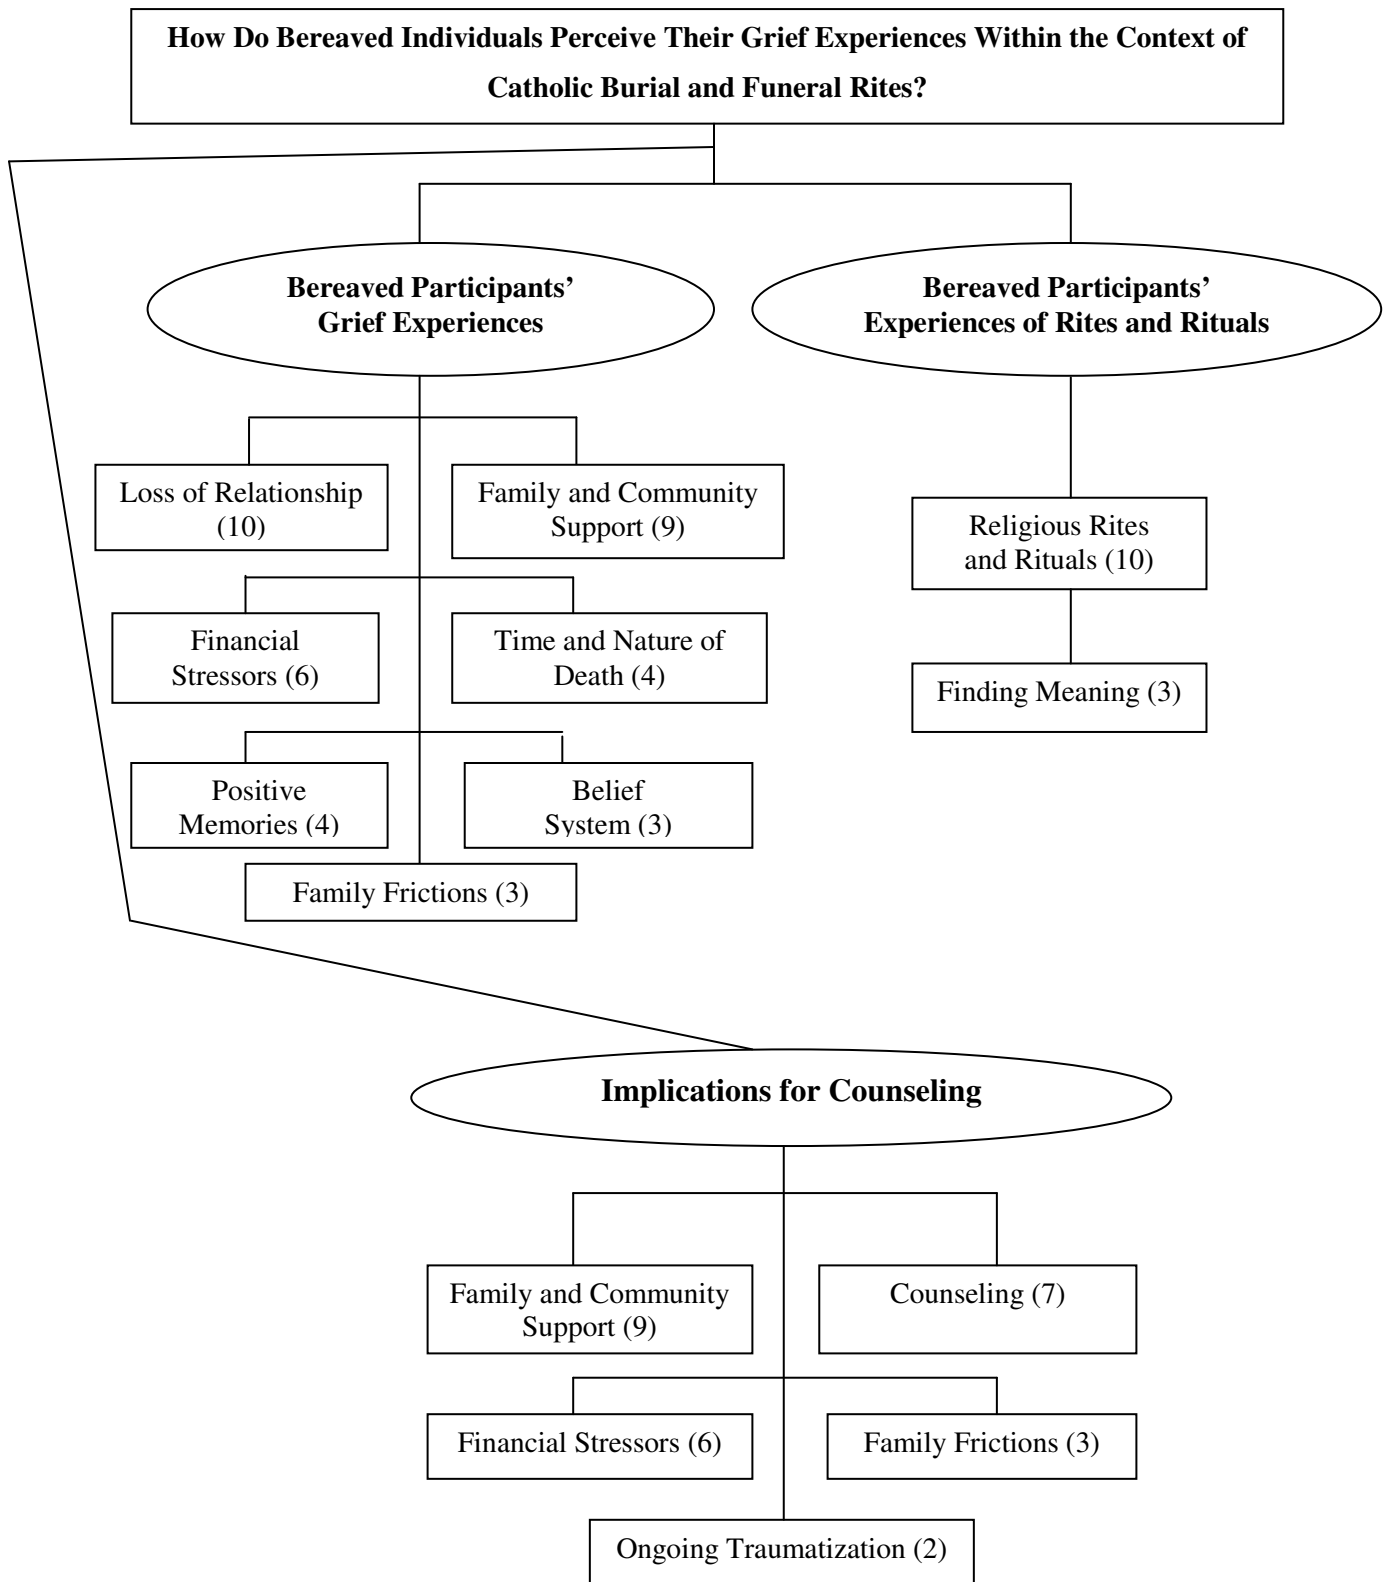 How Do Bereaved Individuals Perceive Their Grief Experiences Within the Context of
Catholic Burial and Funeral Rites?
Bereaved Participants’
Grief Experiences
Bereaved Participants’
Experiences of Rites and Rituals
Loss of Relationship
(10)
Family and Community
Support (9)
Financial
Stressors (6)
Time and Nature of
Death (4)
Positive
Memories (4)
Belief
System (3)
Family Frictions (3)
Religious Rites
and Rituals (10)
Finding Meaning (3)
Implications for Counseling
Family and Community
Support (9)
Counseling (7)
Financial Stressors (6)
Family Frictions (3)
Ongoing Traumatization (2)